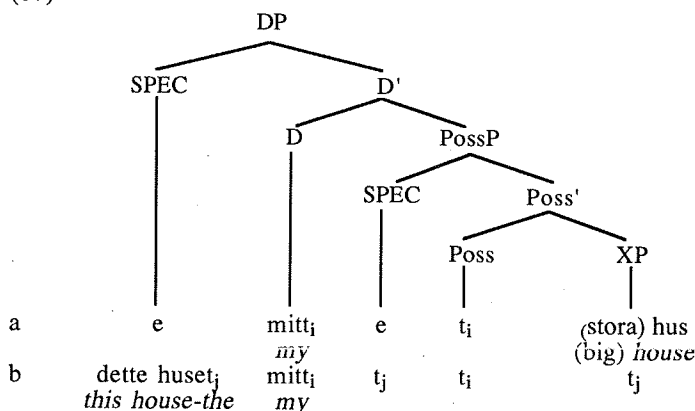 DP
SPEC D'
D PossP
SPEC Poss'
Poss XP
a e mitti e ti (stora) hus
my (big) house
b dette husetj mitti tj ti tj
this house-the my